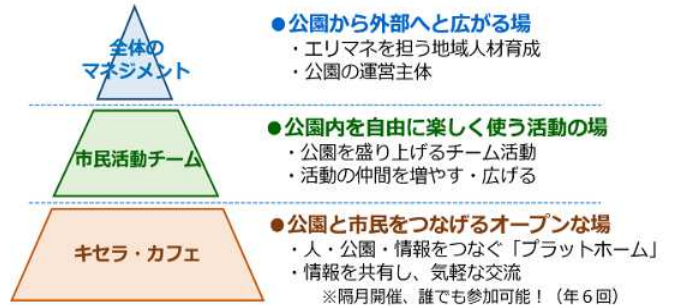 全体の
マネジメント
●公園から外部へと広がる場
・エリマネを担う地域人材育成
・公園の運営主体
市民活動チーム
●公園内を自由に楽しく使う活動の場
・公園を盛り上げるチーム活動
・活動の仲間を増やす・広げる
キセラ・カフェ
●公園と市民をつなげるオープンな場
・人・公園・情報をつなぐ「プラットホーム」
・情報を共有し、気軽な交流
※隔月開催、誰でも参加可能！（年６回）